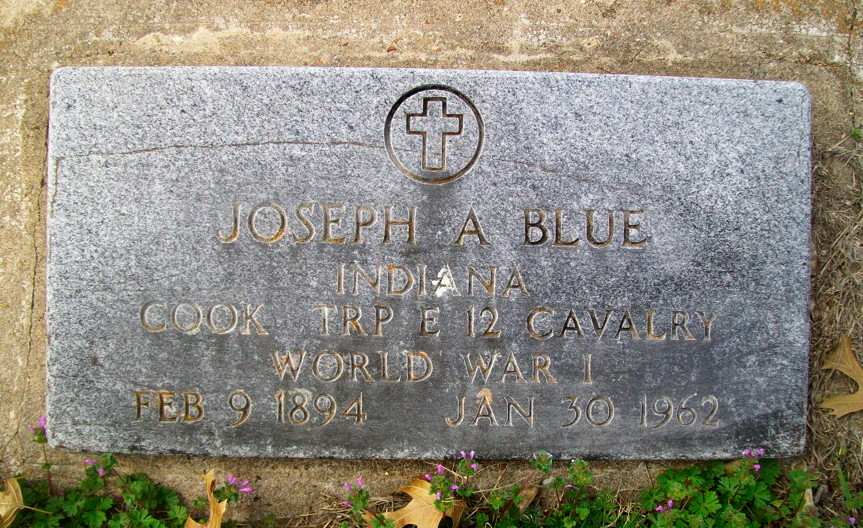 JOSEPH A BLUE
INDIANA
COOK TRP E 12 CAVALRY
WORLD WAR I
FEB 9 1894 JAN 30 1962